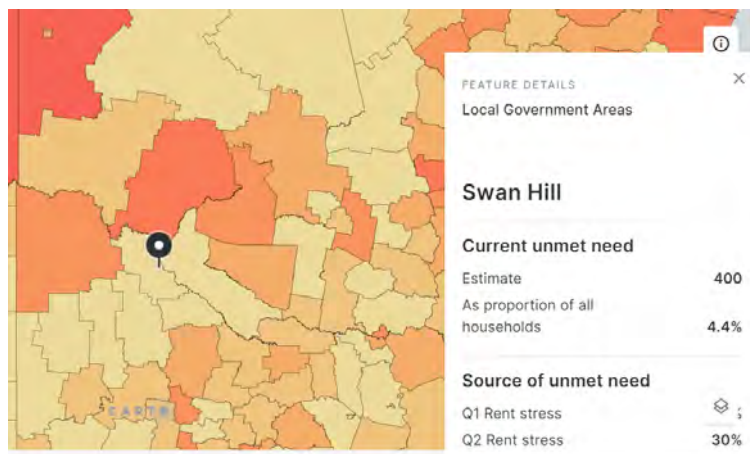 FEATURE DETAILS
Local Government Areas
Swan Hill
Current unmet need
Estimate 400
As proportion of all
households 4.4%
Source of unmet need
Q1 Rent stress
Q2 Rent stress 30%
CARTO